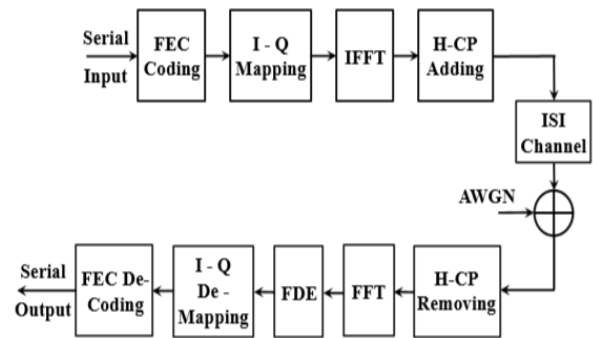 Serial
Input
FEC
Coding
I - Q
Mapping
IFFT
H-CP
Adding
ISI
Channel
AWGN
H-CP
Removing
FFT
FDE
I - Q
De -
Mapping
FEC De-
Coding
Serial
Output